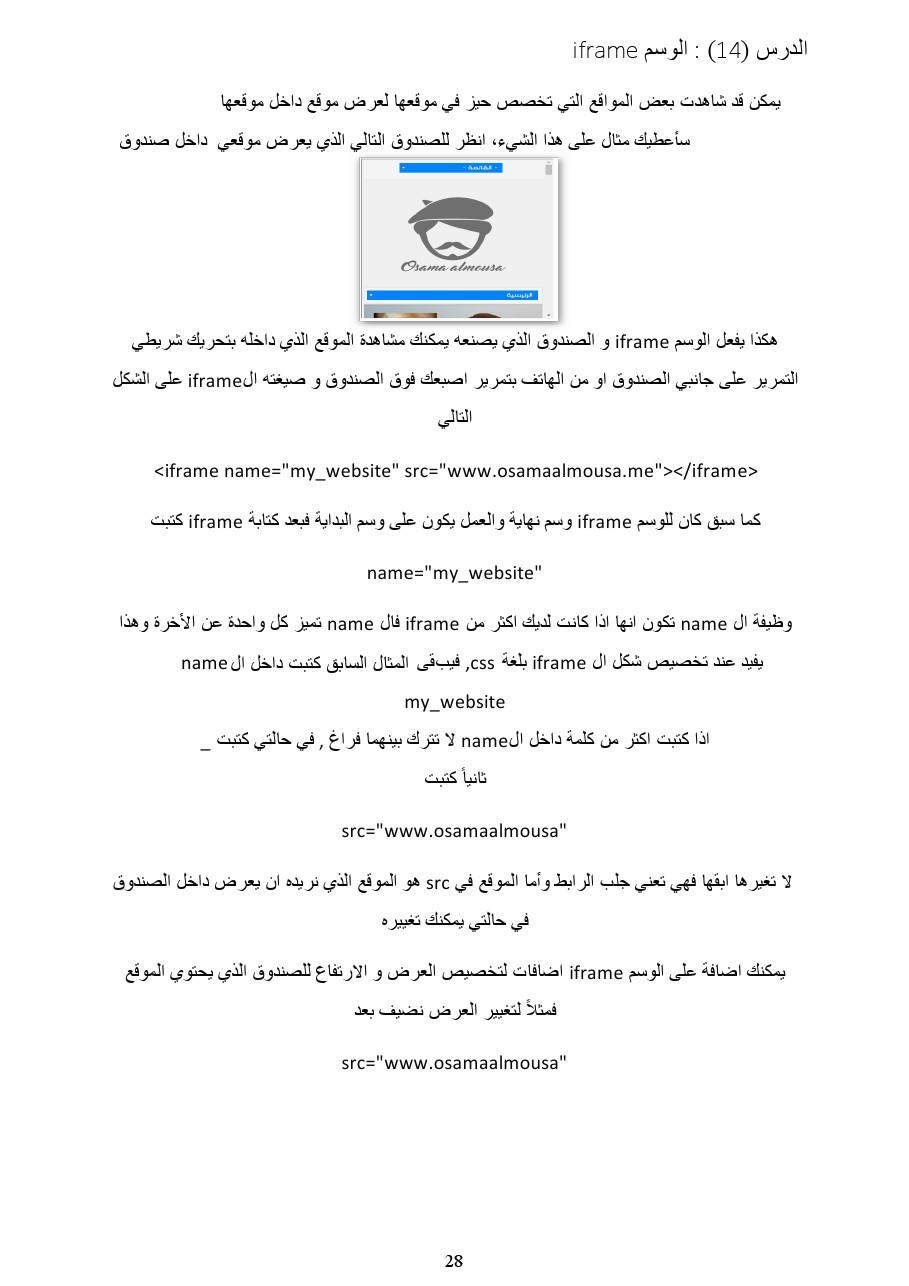 الدرس (14) : الوسم iframe
يمكن قد شاهدت بعض المواقع التي تخصص حيز في موقعها لعرض موقع داخل موقعها
سأعطيك مثال على هذا الشيء، انظر للصندوق التالي الذي يعرض موقعي داخل صندوق
- القائمة -
Osama almousa
الرئيسية
هكذا يفعل الوسم iframe و الصندوق الذي يصنعه يمكنك مشاهدة الموقع الذي داخله بتحريك شريطي
التمرير على جانبي الصندوق او من الهاتف بتمرير اصبعك فوق الصندوق و صيغته الiframe على الشكل
التالي
<iframe name="my_website" src="www.osamaalmousa.me"></iframe>
كما سبق كان للوسم iframe وسم نهاية والعمل يكون على وسم البداية فبعد كتابة iframe كتبت
name="my_website"
وظيفة ال name تكون انها اذا كانت لديك اكثر من iframe فال name تميز كل واحدة عن الأخرة وهذا
يفيد عند تخصيص شكل ال iframe بلغة css, فيبقى المثال السابق كتبت داخل ال name
my_website
اذا كتبت اكثر من كلمة داخل الname لا تترك بينهما فراغ , في حالتي كتبت _
ثانياً كتبت
src="www.osamaalmousa"
لا تغيرها ابقها فهي تعني جلب الرابط وأما الموقع في src هو الموقع الذي نريده ان يعرض داخل الصندوق
في حالتي يمكنك تغييره
يمكنك اضافة على الوسم iframe اضافات لتخصيص العرض و الارتفاع للصندوق الذي يحتوي الموقع
فمثلاً لتغيير العرض نضيف بعد
src="www.osamaalmousa"
28